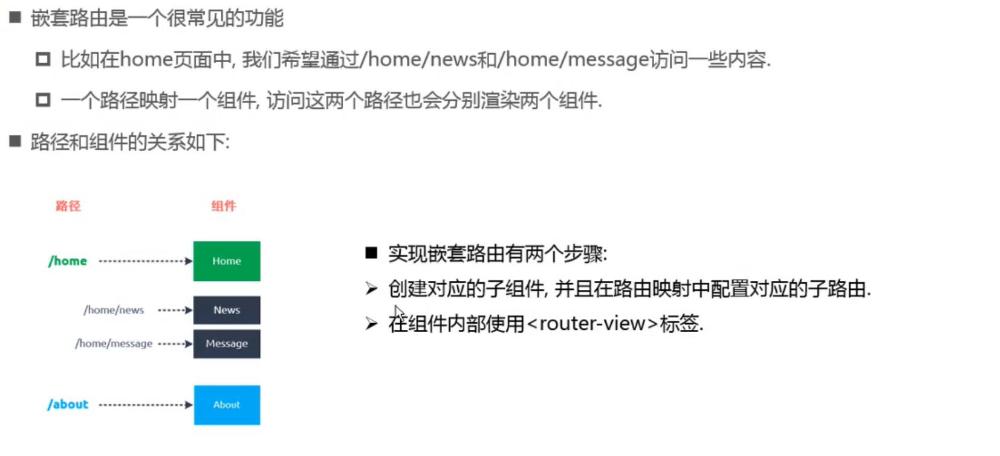 嵌套路由是一个很常见的功能
比如在home页面中, 我们希望通过/home/news和/home/message访问一些内容.
一个路径映射一个组件, 访问这两个路径也会分别渲染两个组件.
路径和组件的关系如下:
路径 组件
/home Home
/home/news News
/home/message Message
/about About
实现嵌套路由有两个步骤:
创建对应的子组件, 并且在路由映射中配置对应的子路由.
在组件内部使用<router-view>标签.